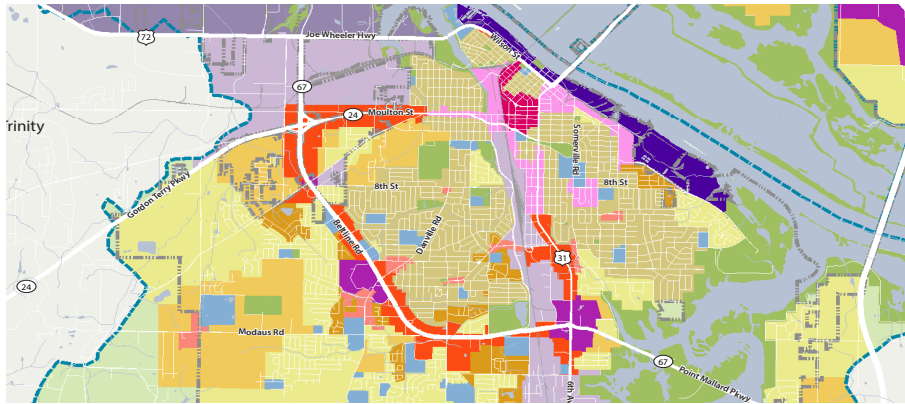 72
Joe Wheeler Hwy
Wilson St
67
24
Moulton St
Trinity
Somerville Rd
8th St
8th St
Gordon Terry Pkwy
Beltline Rd
Danville Rd
31
24
Modaus Rd
67
Point Mallard Pkwy
6th Av